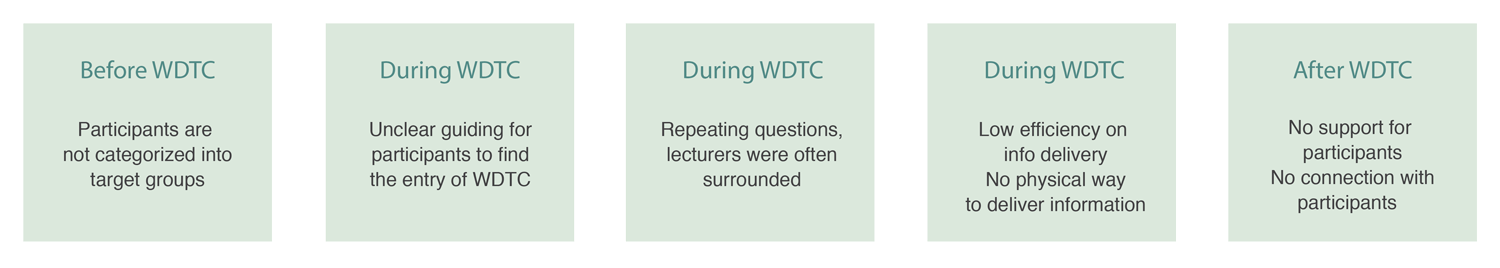 Before WDTC
Participants are
not categorized into
target groups
During WDTC
Unclear guiding for
participants to find
the entry of WDTC
During WDTC
Repeating questions,
lecturers were often
surrounded
During WDTC
Low efficiency on
info delivery
No physical way
to deliver information
After WDTC
No support for
participants
No connection with
participants